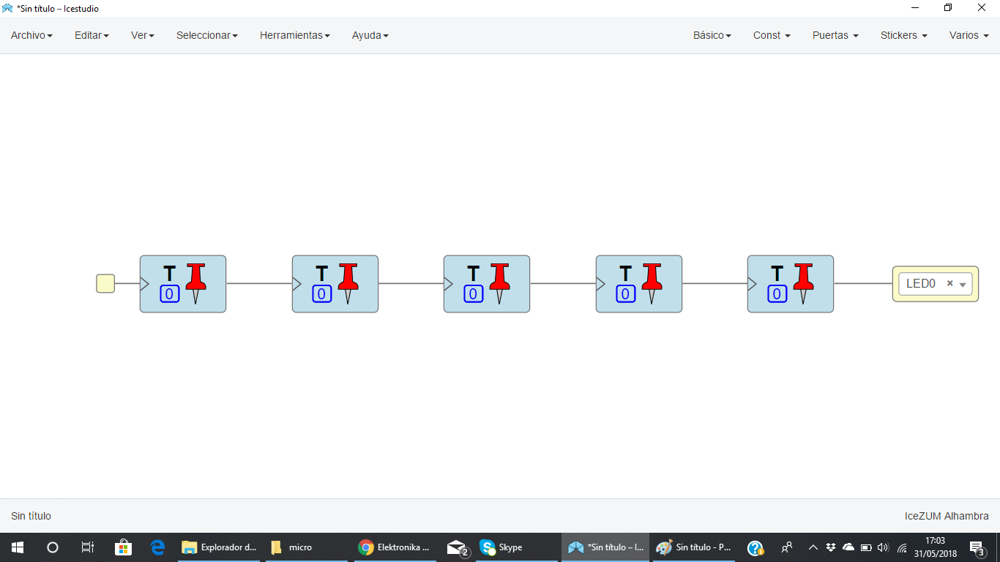 *Sin título – Icestudio
Archivo Editar Ver Seleccionar Herramientas Ayuda Básico Const Puertas Stickers Varios
T T T T T
0 0 0 0 0
LED0 ×
Sin título IceZUM Alhambra
Explorador d... micro Elektronika ... 2 Skype *Sin título – I... Sin título - P... 17:03
31/05/2018 3